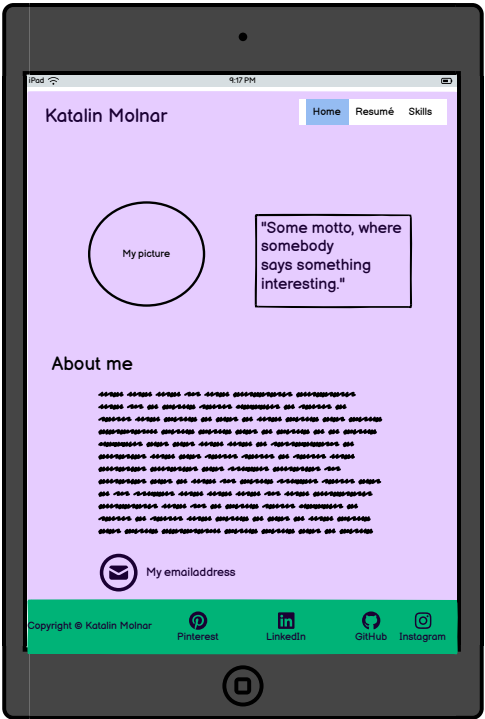 iPad
9:17 PM
Katalin Molnar
Home Resumé Skills
My picture
"Some motto, where
somebody
says something
interesting."
About me
My emailaddress
Copyright © Katalin Molnar
Pinterest
LinkedIn
GitHub
Instagram